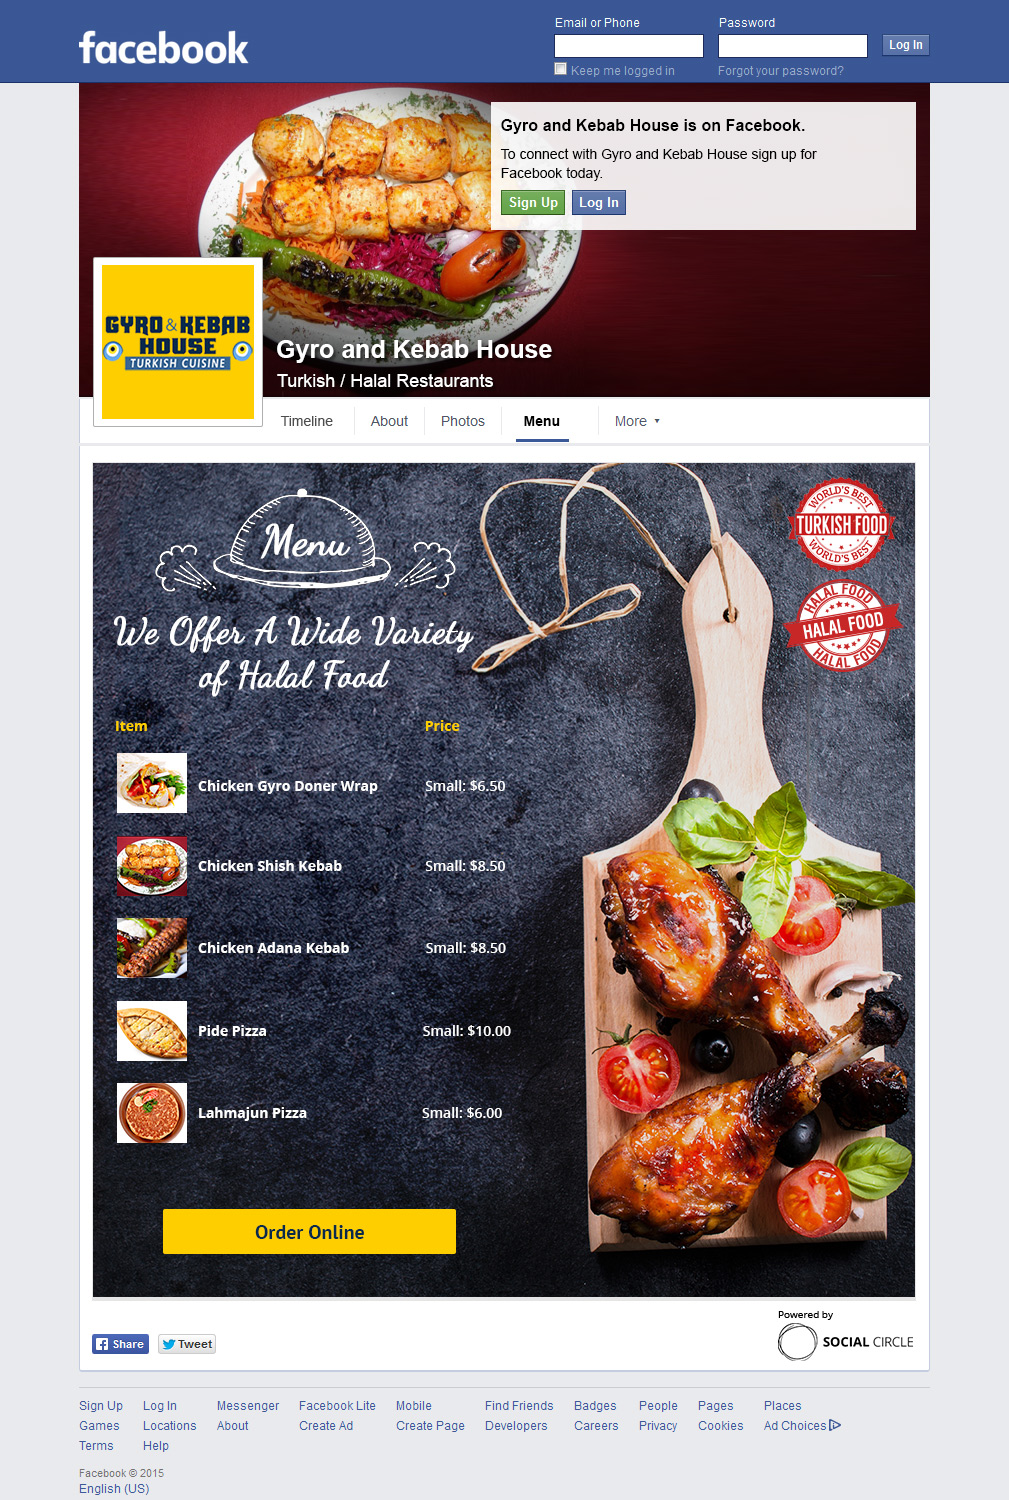 facebook
Email or Phone
Password
Log In
Keep me logged in
Forgot your password?
Gyro and Kebab House is on Facebook.
To connect with Gyro and Kebab House sign up for
Facebook today.
Sign Up
Log In
GYRO & KEBAB
HOUSE
TURKISH CUISINE
Gyro and Kebab House
Turkish / Halal Restaurants
Timeline
About
Photos
Menu
More
Menu
We Offer A Wide Variety
of Halal Food
WORLD'S BEST
TURKISH FOOD
WORLD'S BEST
HALAL FOOD
HALAL FOOD
HALAL FOOD
Item Price
Chicken Gyro Doner Wrap Small: $6.50
Chicken Shish Kebab Small: $8.50
Chicken Adana Kebab Small: $8.50
Pide Pizza Small: $10.00
Lahmajun Pizza Small: $6.00
Order Online
Powered by
SOCIAL CIRCLE
Share Tweet
Sign Up Log In Messenger Facebook Lite Mobile Find Friends Badges People Pages Places
Games Locations About Create Ad Create Page Developers Careers Privacy Cookies Ad Choices
Terms Help
Facebook © 2015
English (US)